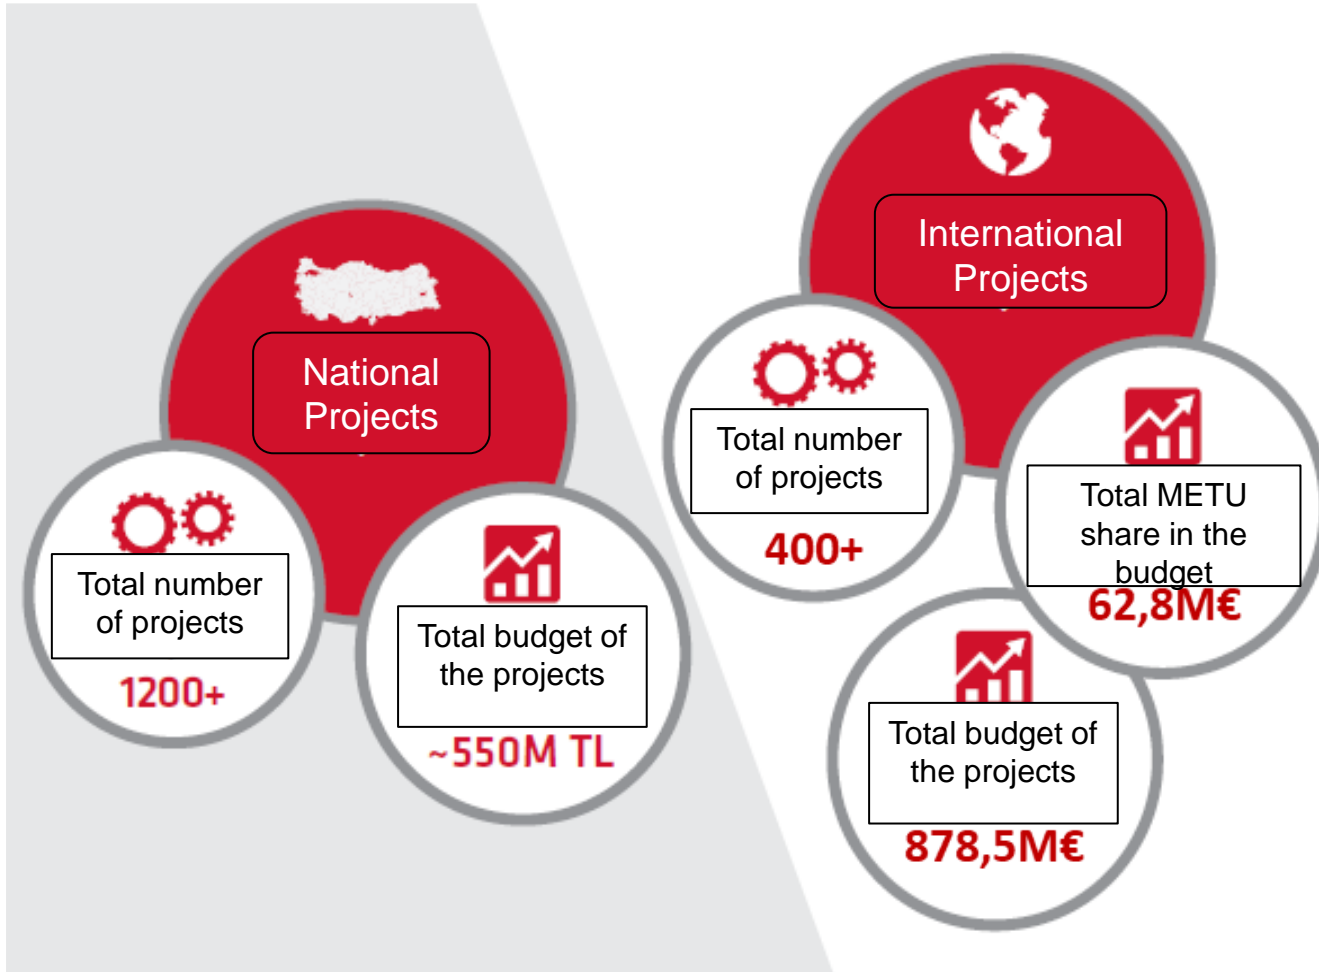 National
Projects
Total number
of projects
1200+
Total budget of
the projects
~550M TL
International
Projects
Total number
of projects
400+
Total METU
share in the
budget
62,8M€
Total budget of
the projects
878,5M€